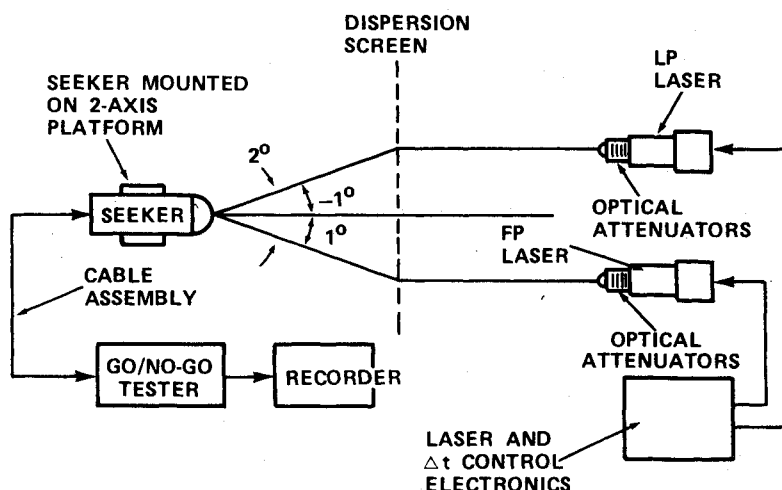 DISPERSION
SCREEN
SEEKER MOUNTED
ON 2-AXIS
PLATFORM
LP
LASER
2°
-1°
SEEKER
1°
OPTICAL
ATTENUATORS
FP
LASER
CABLE
ASSEMBLY
OPTICAL
ATTENUATORS
GO/NO-GO
TESTER
RECORDER
LASER AND
Δt CONTROL
ELECTRONICS